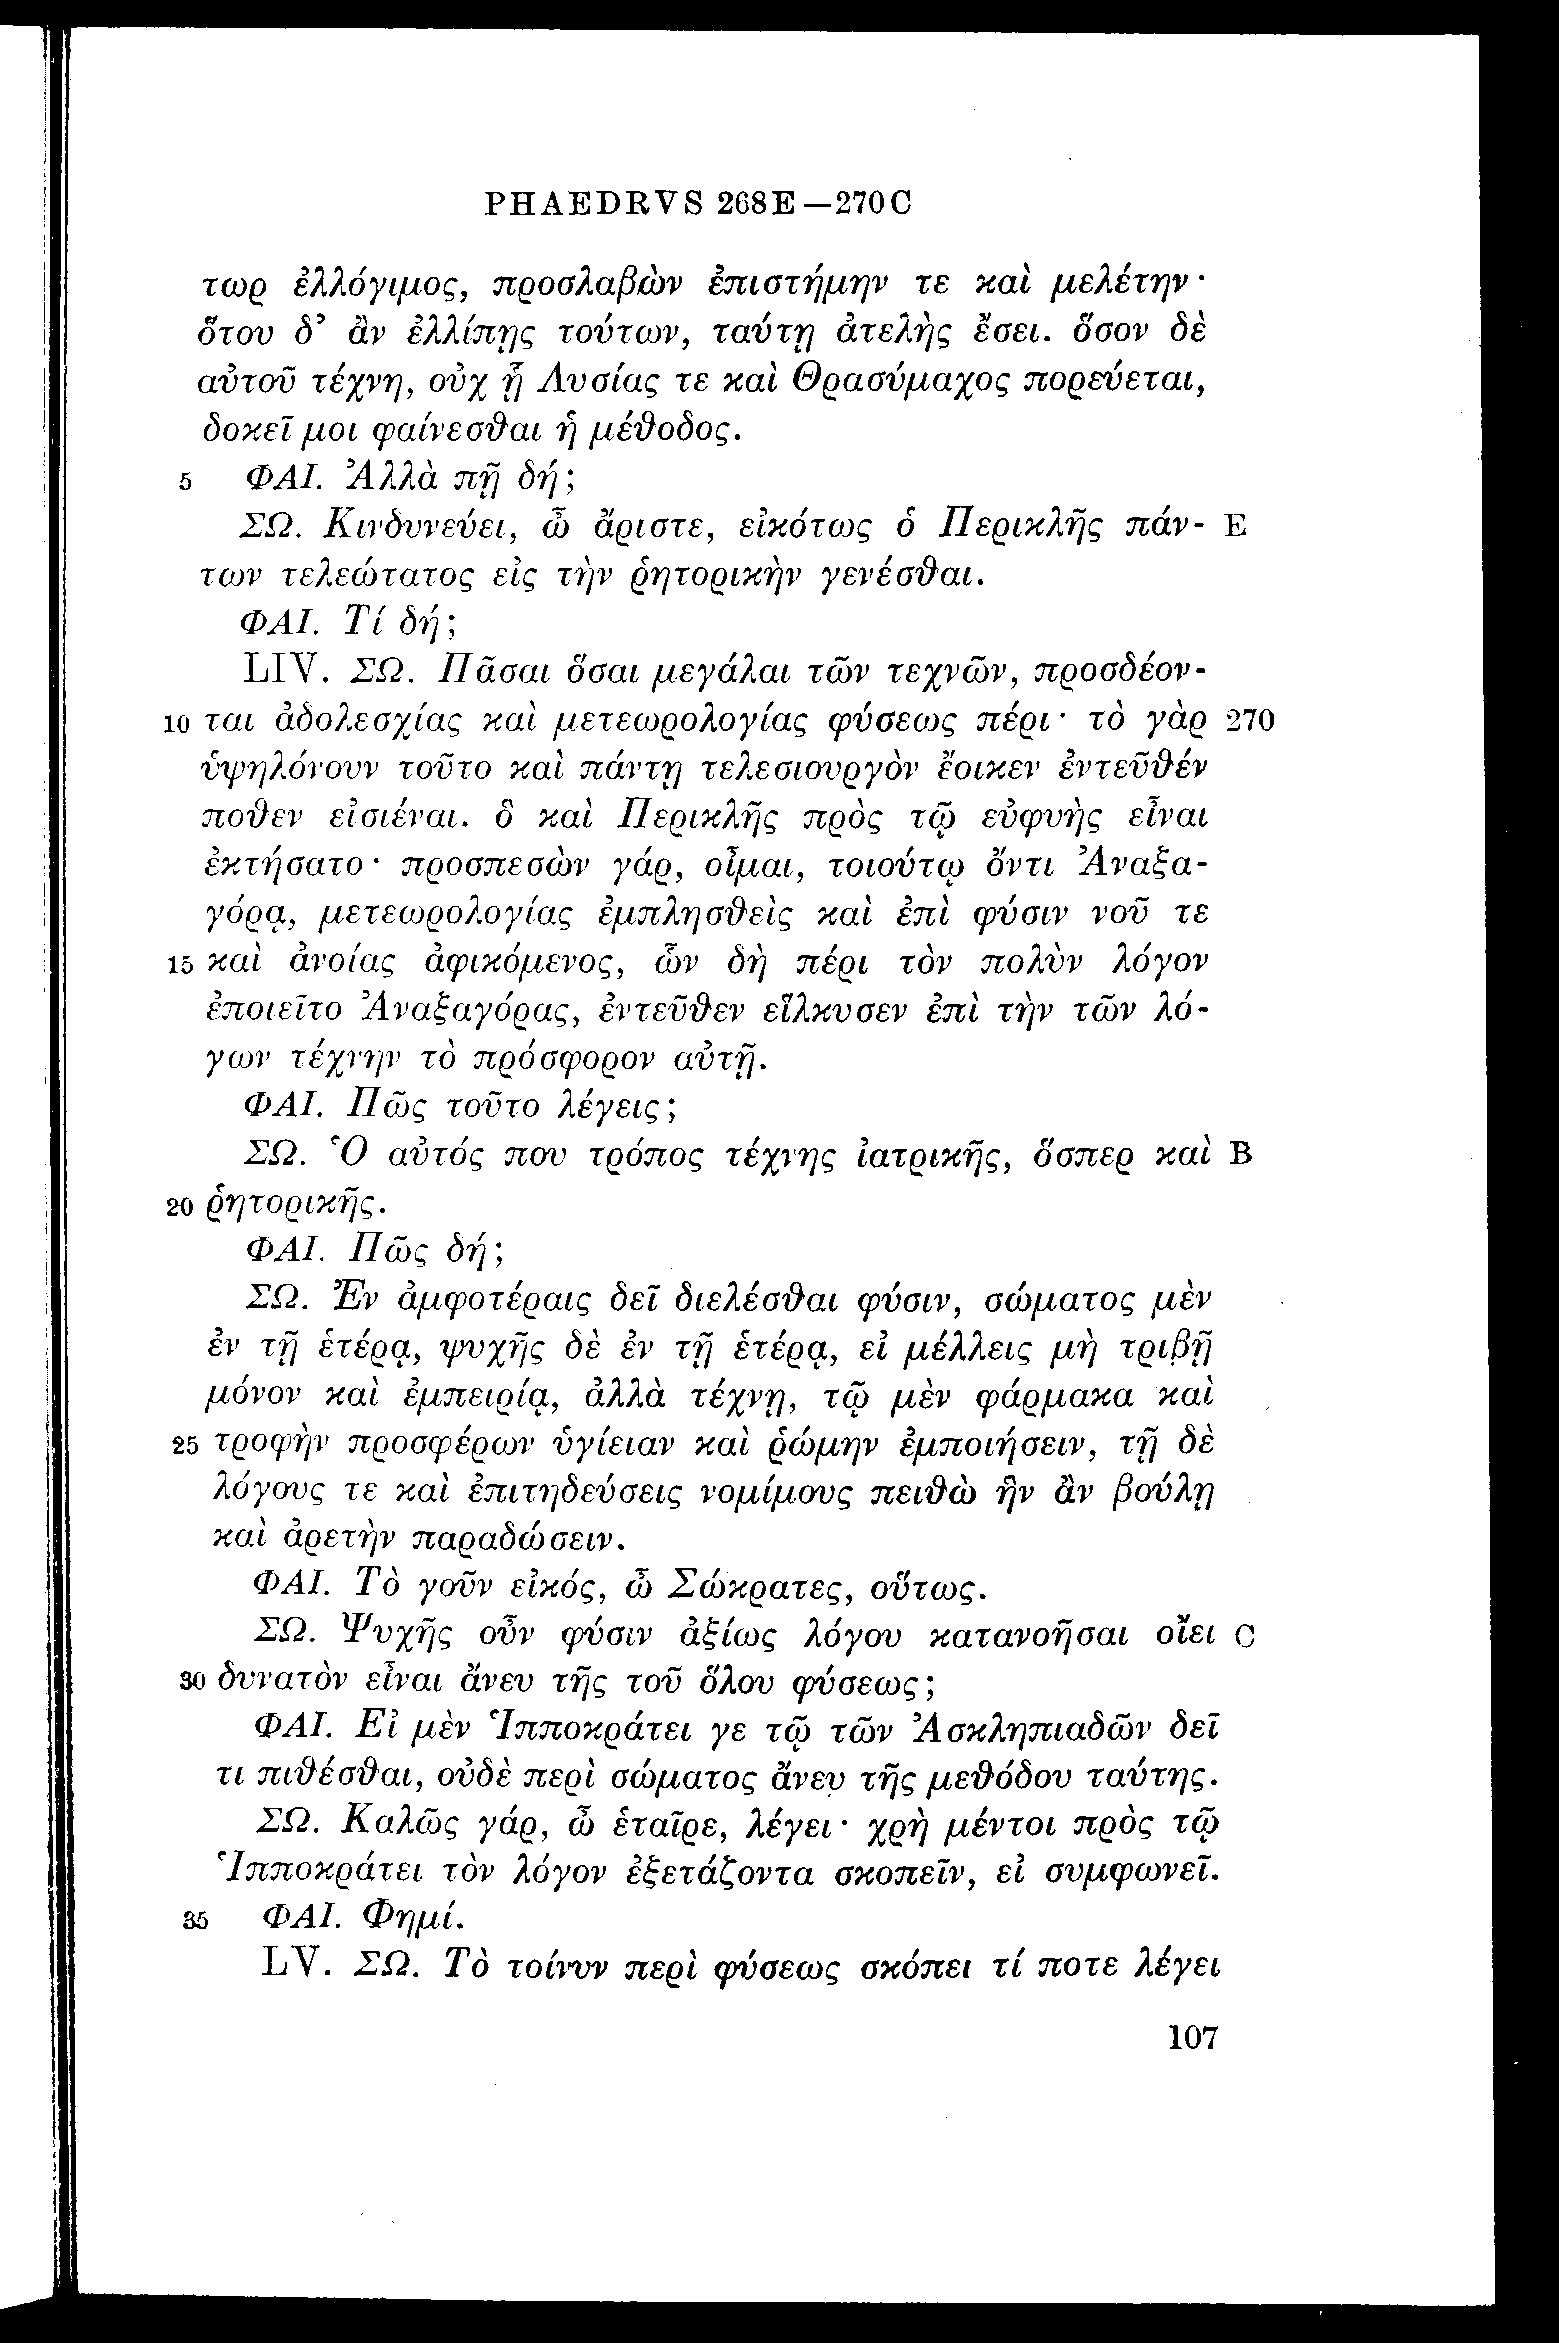 PHAEDRVS 268E—270C
τωρ ἐλλόγιμος, προσλαβὼν ἐπιστήμην τε καὶ μελέτην·
ὅτου δ’ ἂν ἐλλίπῃς τούτων, ταύτῃ ἀτελὴς ἔσει. ὅσον δὲ
αὐτοῦ τέχνη, οὐχ ᾗ Λυσίας τε καὶ Θρασύμαχος πορεύεται,
δοκεῖ μοι φαίνεσθαι ἡ μέθοδος.
5 ΦΑΙ. Ἀλλὰ πῇ δή;
ΣΩ. Κινδυνεύει, ὦ ἄριστε, εἰκότως ὁ Περικλῆς πάν- E
των τελεώτατος εἰς τὴν ῥητορικὴν γενέσθαι.
ΦΑΙ. Τί δή;
LIV. ΣΩ. Πᾶσαι ὅσαι μεγάλαι τῶν τεχνῶν, προσδέον-
10 ται ἀδολεσχίας καὶ μετεωρολογίας φύσεως πέρι· τὸ γὰρ 270
ὑψηλόνουν τοῦτο καὶ πάντῃ τελεσιουργὸν ἔοικεν ἐντεῦθέν
ποθεν εἰσιέναι. ὃ καὶ Περικλῆς πρὸς τῷ εὐφυὴς εἶναι
ἐκτήσατο· προσπεσὼν γάρ, οἶμαι, τοιούτῳ ὄντι Ἀναξα-
γόρᾳ, μετεωρολογίας ἐμπλησθεὶς καὶ ἐπὶ φύσιν νοῦ τε
15 καὶ ἀνοίας ἀφικόμενος, ὧν δὴ πέρι τὸν πολὺν λόγον
ἐποιεῖτο Ἀναξαγόρας, ἐντεῦθεν εἵλκυσεν ἐπὶ τὴν τῶν λό-
γων τέχνην τὸ πρόσφορον αὐτῇ.
ΦΑΙ. Πῶς τοῦτο λέγεις;
ΣΩ. Ὁ αὐτός που τρόπος τέχνης ἰατρικῆς, ὅσπερ καὶ B
20 ῥητορικῆς.
ΦΑΙ. Πῶς δή;
ΣΩ. Ἐν ἀμφοτέραις δεῖ διελέσθαι φύσιν, σώματος μὲν
ἐν τῇ ἑτέρᾳ, ψυχῆς δὲ ἐν τῇ ἑτέρᾳ, εἰ μέλλεις μὴ τριβῇ
μόνον καὶ ἐμπειρίᾳ, ἀλλὰ τέχνῃ, τῷ μὲν φάρμακα καὶ
25 τροφὴν προσφέρων ὑγίειαν καὶ ῥώμην ἐμποιήσειν, τῇ δὲ
λόγους τε καὶ ἐπιτηδεύσεις νομίμους πειθὼ ἣν ἂν βούλῃ
καὶ ἀρετὴν παραδώσειν.
ΦΑΙ. Τὸ γοῦν εἰκός, ὦ Σώκρατες, οὕτως.
ΣΩ. Ψυχῆς οὖν φύσιν ἀξίως λόγου κατανοῆσαι οἴει C
30 δυνατὸν εἶναι ἄνευ τῆς τοῦ ὅλου φύσεως;
ΦΑΙ. Εἰ μὲν Ἱπποκράτει γε τῷ τῶν Ἀσκληπιαδῶν δεῖ
τι πιθέσθαι, οὐδὲ περὶ σώματος ἄνευ τῆς μεθόδου ταύτης.
ΣΩ. Καλῶς γάρ, ὦ ἑταῖρε, λέγει· χρὴ μέντοι πρὸς τῷ
Ἱπποκράτει τὸν λόγον ἐξετάζοντα σκοπεῖν, εἰ συμφωνεῖ.
35 ΦΑΙ. Φημί.
LV. ΣΩ. Τὸ τοίνυν περὶ φύσεως σκόπει τί ποτε λέγει
107